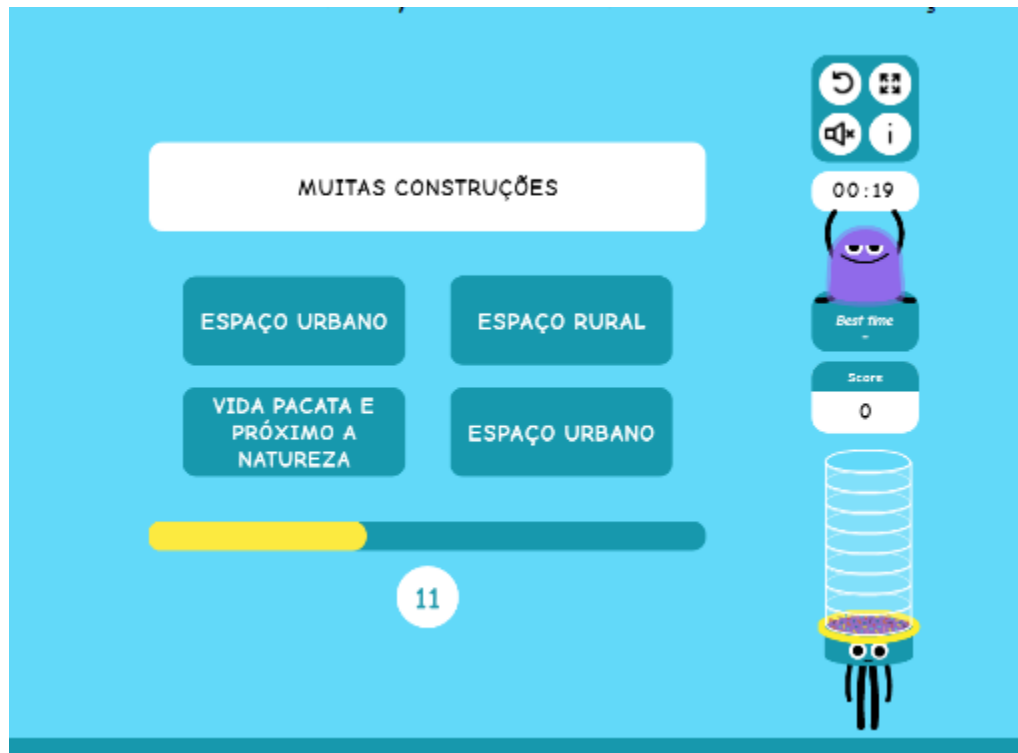 MUITAS CONSTRUÇÕES
ESPAÇO URBANO
ESPAÇO RURAL
VIDA PACATA E
PRÓXIMO A
NATUREZA
ESPAÇO URBANO
11
i
00:19
Best time
-
Score
0